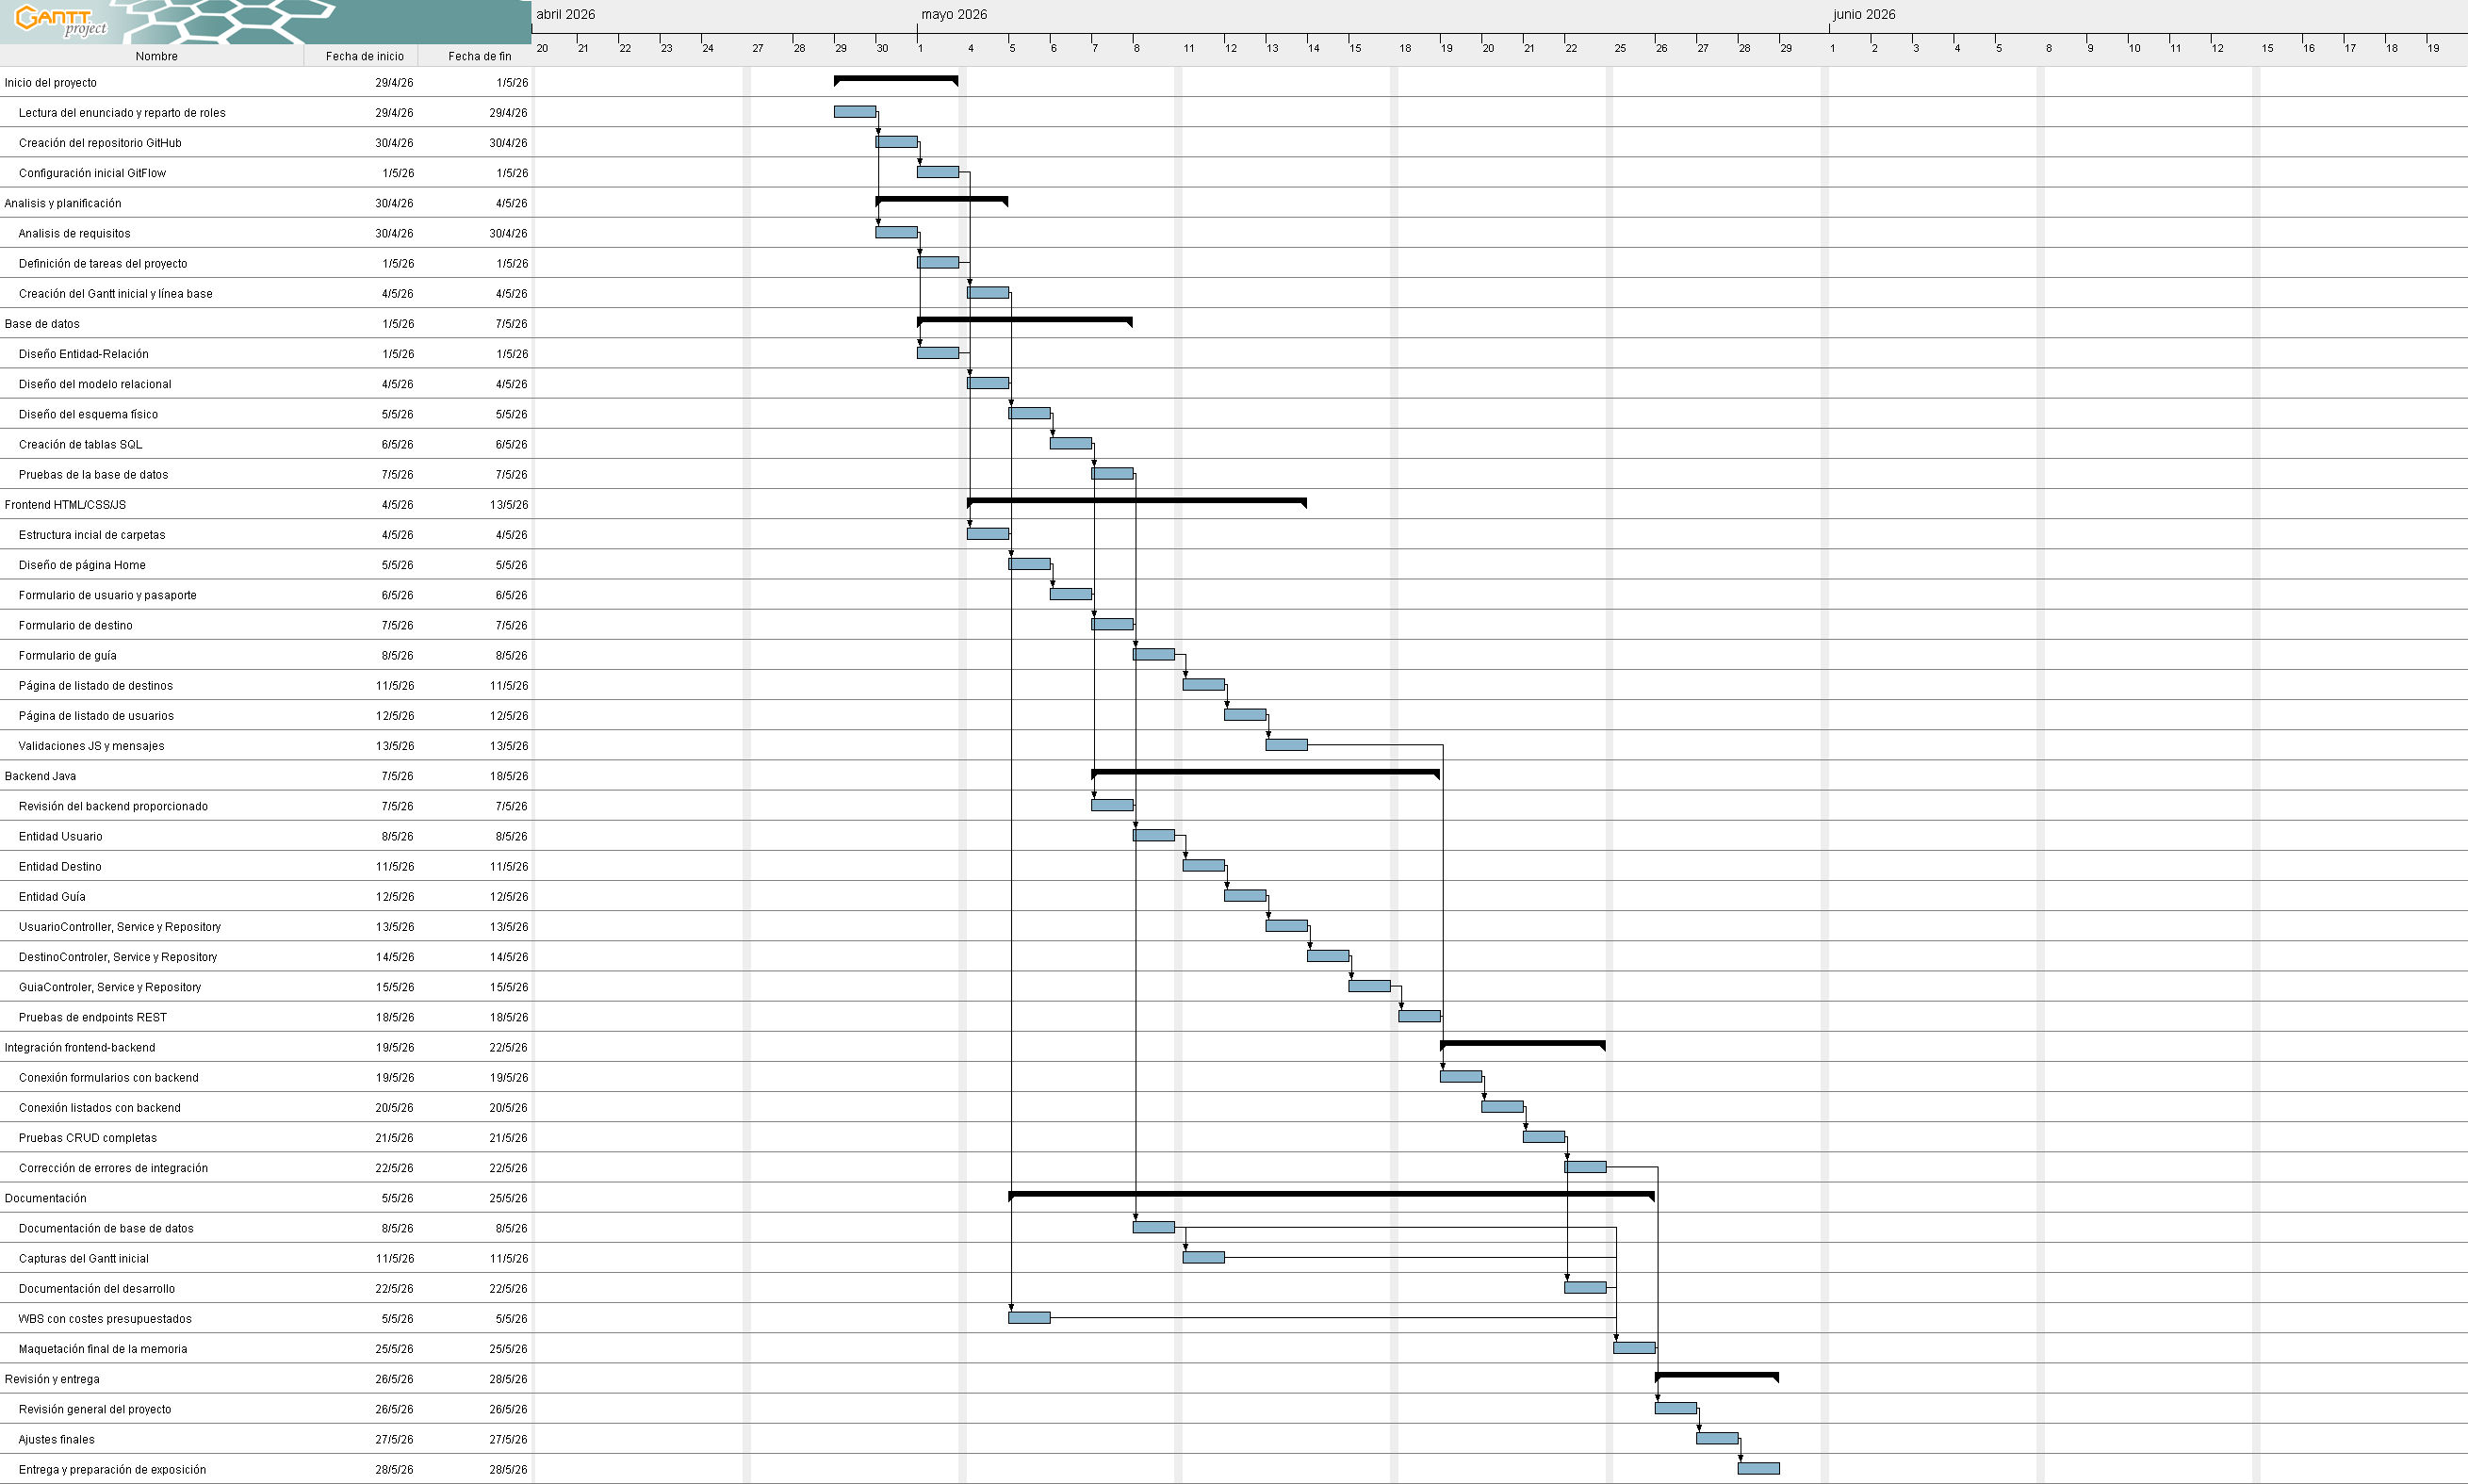 GANTT project
abril 2026 mayo 2026 junio 2026
20 21 22 23 24 27 28 29 30 1 4 5 6 7 8 11 12 13 14 15 18 19 20 21 22 25 26 27 28 29 1 2 3 4 5 8 9 10 11 12 15 16 17 18 19
Nombre Fecha de inicio Fecha de fin
Inicio del proyecto 29/4/26 1/5/26
Lectura del enunciado y reparto de roles 29/4/26 29/4/26
Creación del repositorio GitHub 30/4/26 30/4/26
Configuración inicial GitFlow 1/5/26 1/5/26
Analisis y planificación 30/4/26 4/5/26
Analisis de requisitos 30/4/26 30/4/26
Definición de tareas del proyecto 1/5/26 1/5/26
Creación del Gantt inicial y línea base 4/5/26 4/5/26
Base de datos 1/5/26 7/5/26
Diseño Entidad-Relación 1/5/26 1/5/26
Diseño del modelo relacional 4/5/26 4/5/26
Diseño del esquema físico 5/5/26 5/5/26
Creación de tablas SQL 6/5/26 6/5/26
Pruebas de la base de datos 7/5/26 7/5/26
Frontend HTML/CSS/JS 4/5/26 13/5/26
Estructura incial de carpetas 4/5/26 4/5/26
Diseño de página Home 5/5/26 5/5/26
Formulario de usuario y pasaporte 6/5/26 6/5/26
Formulario de destino 7/5/26 7/5/26
Formulario de guía 8/5/26 8/5/26
Página de listado de destinos 11/5/26 11/5/26
Página de listado de usuarios 12/5/26 12/5/26
Validaciones JS y mensajes 13/5/26 13/5/26
Backend Java 7/5/26 18/5/26
Revisión del backend proporcionado 7/5/26 7/5/26
Entidad Usuario 8/5/26 8/5/26
Entidad Destino 11/5/26 11/5/26
Entidad Guía 12/5/26 12/5/26
UsuarioController, Service y Repository 13/5/26 13/5/26
DestinoControler, Service y Repository 14/5/26 14/5/26
GuiaControler, Service y Repository 15/5/26 15/5/26
Pruebas de endpoints REST 18/5/26 18/5/26
Integración frontend-backend 19/5/26 22/5/26
Conexión formularios con backend 19/5/26 19/5/26
Conexión listados con backend 20/5/26 20/5/26
Pruebas CRUD completas 21/5/26 21/5/26
Corrección de errores de integración 22/5/26 22/5/26
Documentación 5/5/26 25/5/26
Documentación de base de datos 8/5/26 8/5/26
Capturas del Gantt inicial 11/5/26 11/5/26
Documentación del desarrollo 22/5/26 22/5/26
WBS con costes presupuestados 5/5/26 5/5/26
Maquetación final de la memoria 25/5/26 25/5/26
Revisión y entrega 26/5/26 28/5/26
Revisión general del proyecto 26/5/26 26/5/26
Ajustes finales 27/5/26 27/5/26
Entrega y preparación de exposición 28/5/26 28/5/26